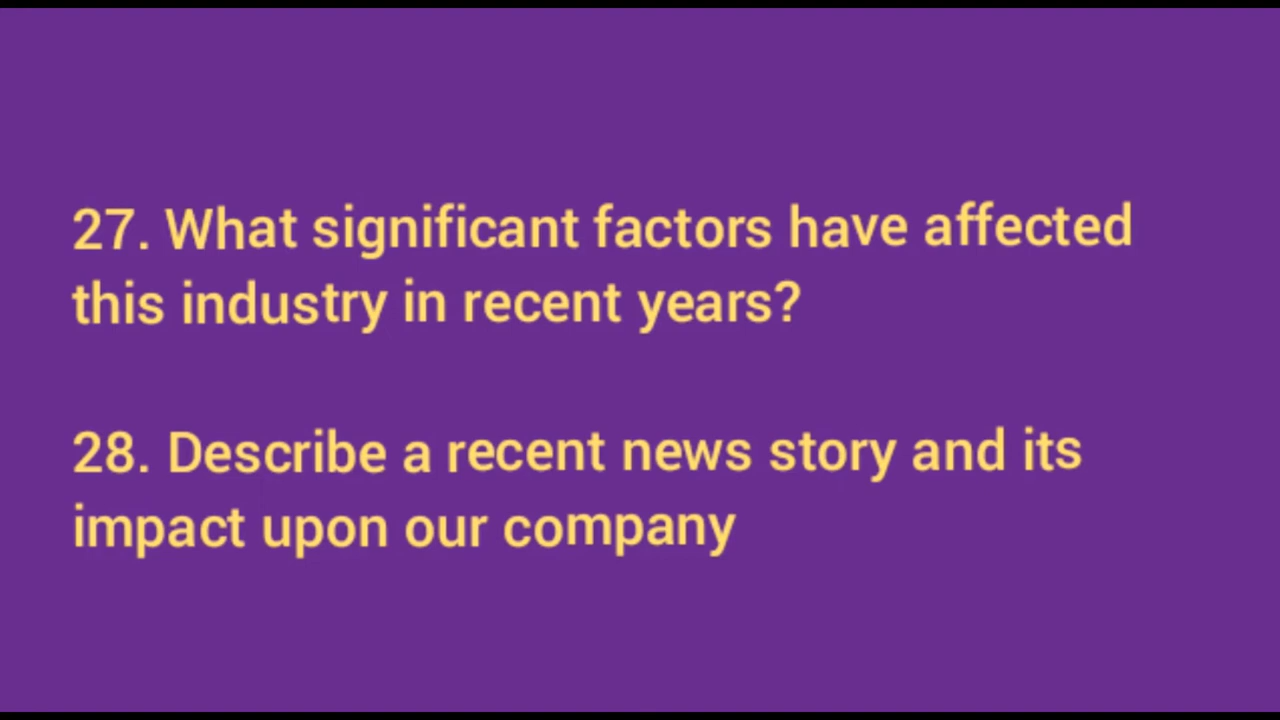 27. What significant factors have affected
this industry in recent years?
28. Describe a recent news story and its
impact upon our company